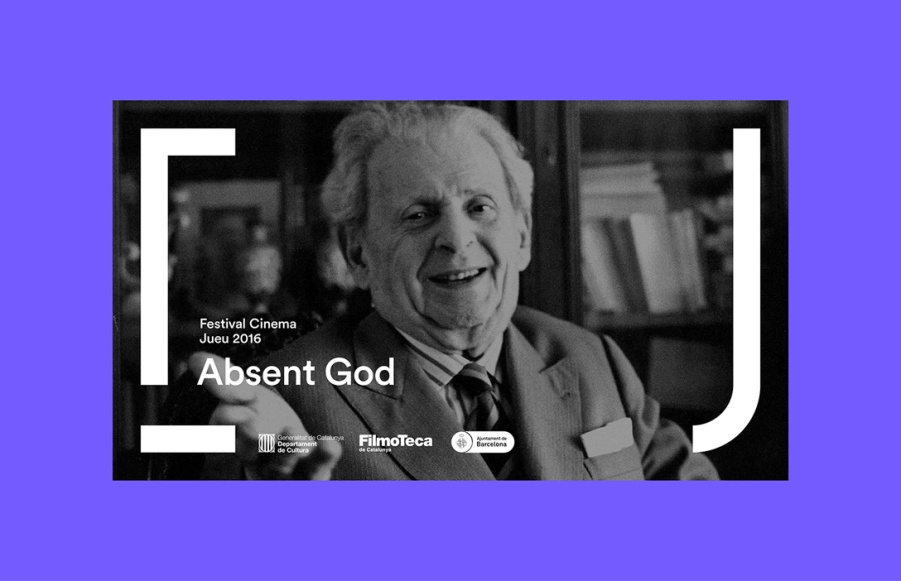 Festival Cinema
Jueu 2016
Absent God
Generalitat de Catalunya
Departament
de Cultura
FilmoTeca
de Catalunya
Ajuntament de
Barcelona